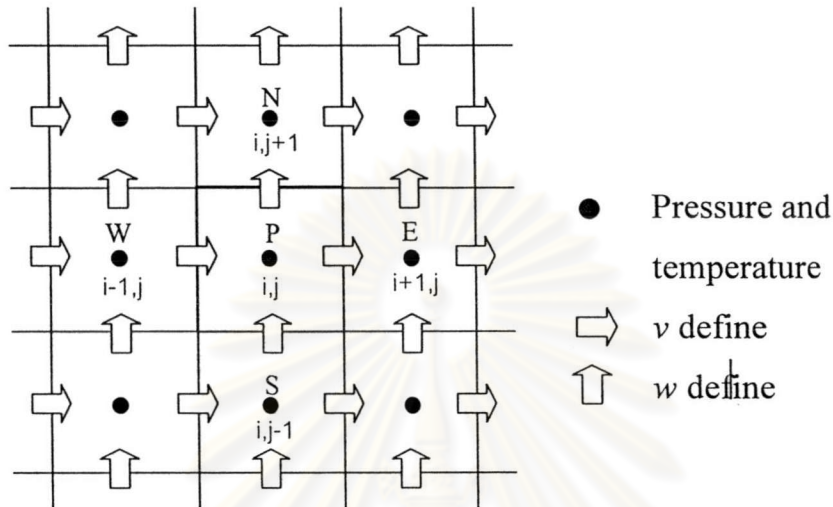 N
i,j+1
W
P
E
i-1,j
i,j
i+1,j
S
i,j-1
Pressure and
temperature
v define
w define